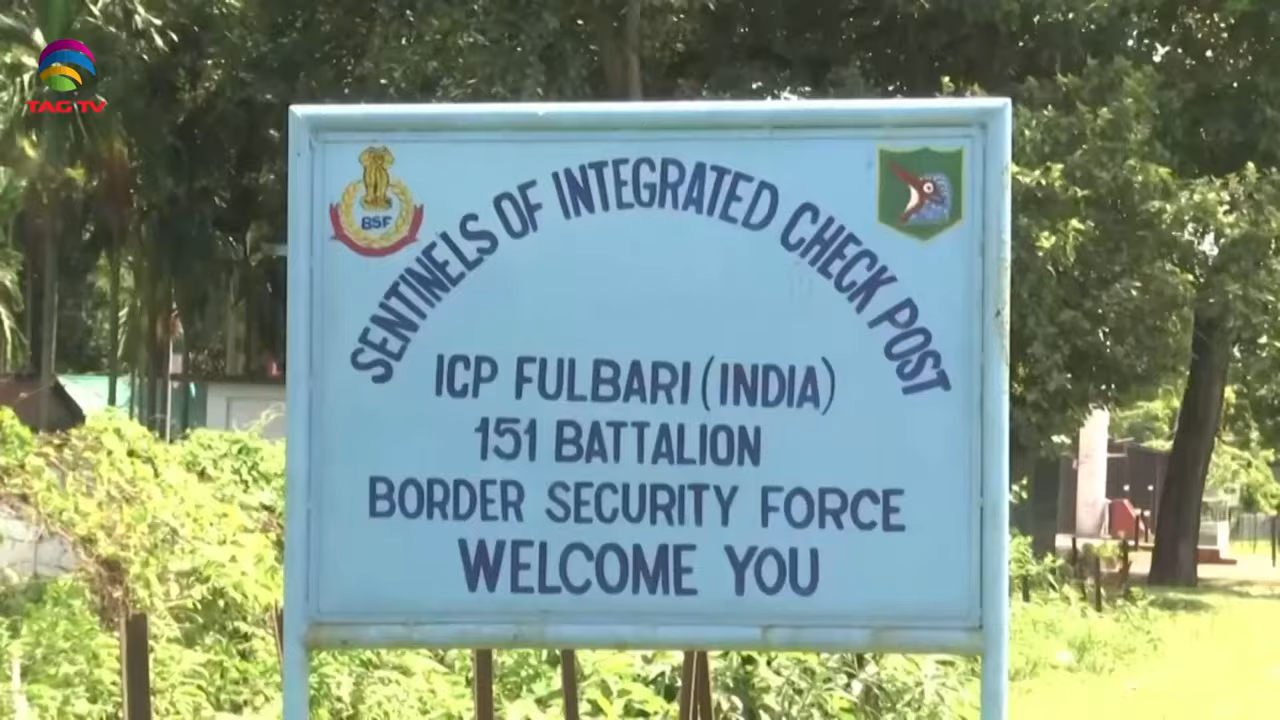 TAG TV
BSF
SENTINELS OF INTEGRATED CHECK POST
ICP FULBARI (INDIA)
151 BATTALION
BORDER SECURITY FORCE
WELCOME YOU